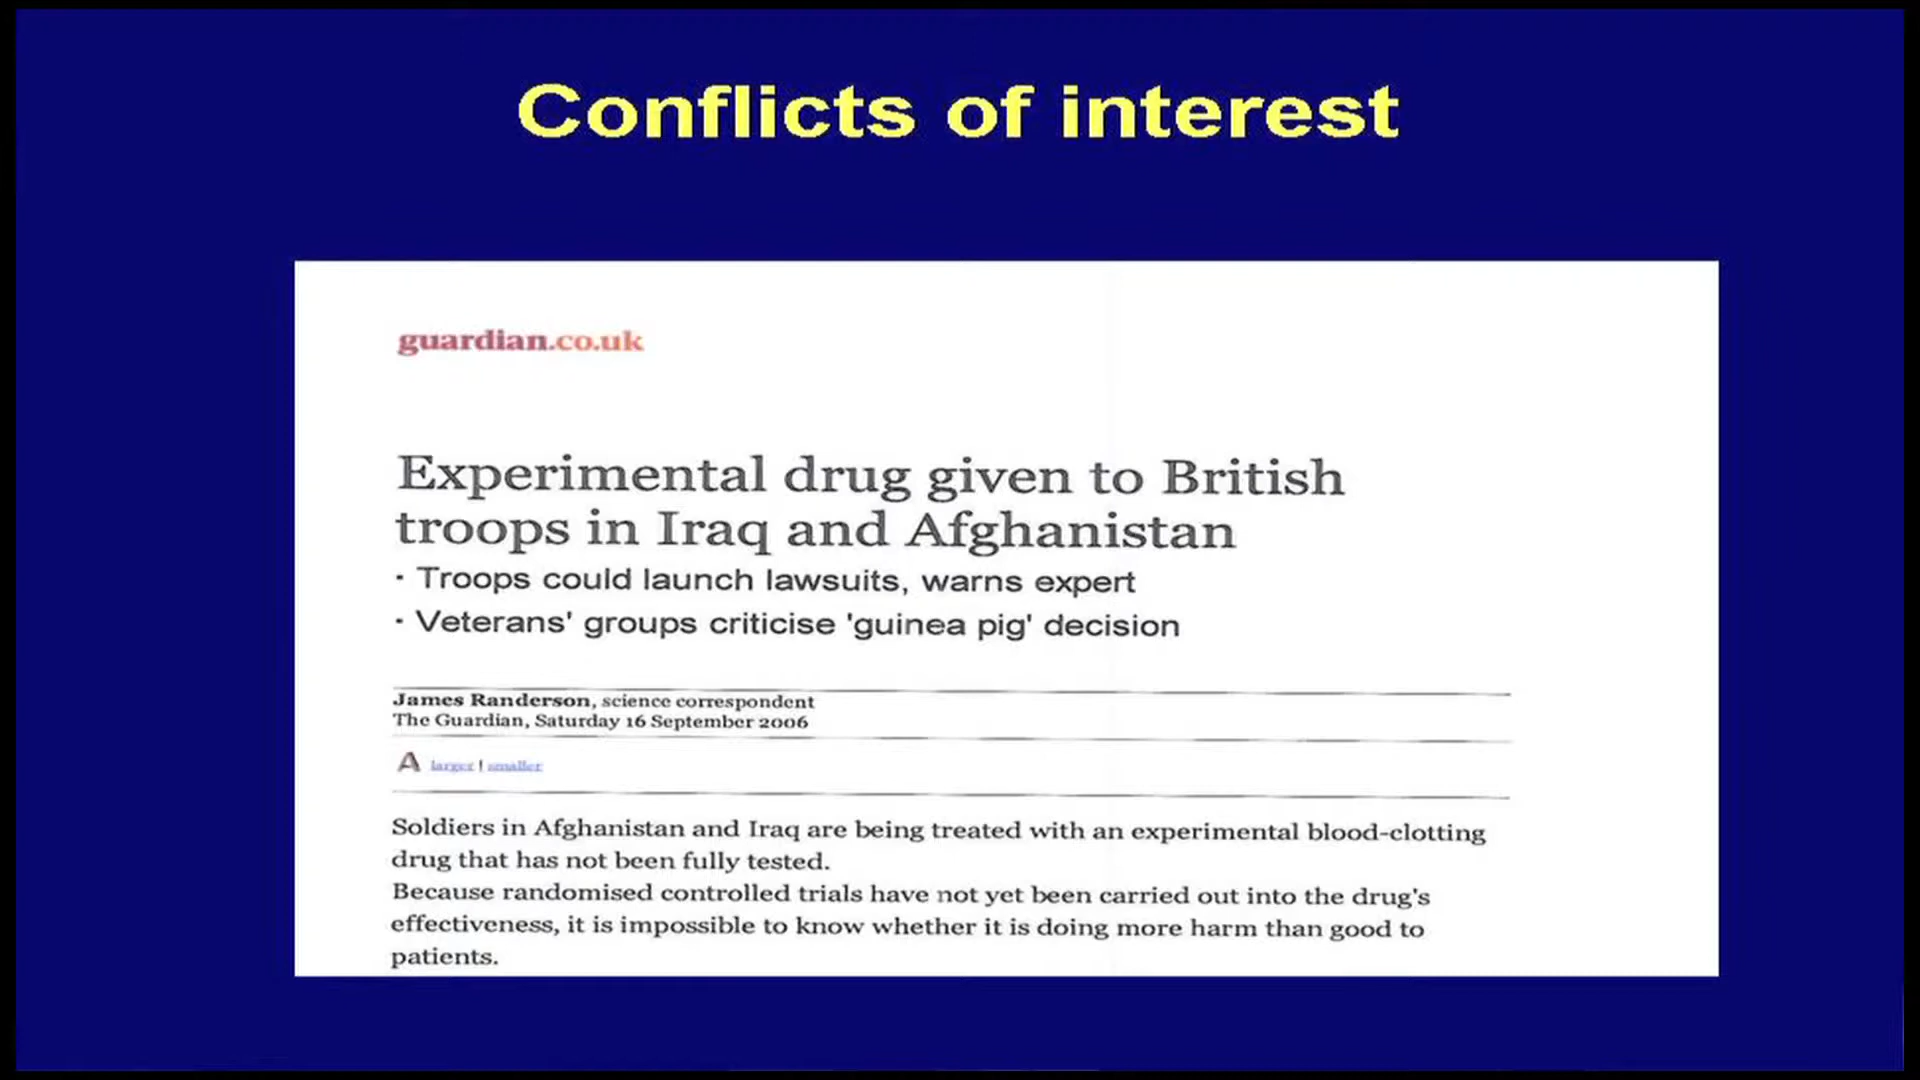 Conflicts of interest
guardian.co.uk
Experimental drug given to British
troops in Iraq and Afghanistan
· Troops could launch lawsuits, warns expert
· Veterans' groups criticise 'guinea pig' decision
James Randerson, science correspondent
The Guardian, Saturday 16 September 2006
A larger | smaller
Soldiers in Afghanistan and Iraq are being treated with an experimental blood-clotting
drug that has not been fully tested.
Because randomised controlled trials have not yet been carried out into the drug's
effectiveness, it is impossible to know whether it is doing more harm than good to
patients.